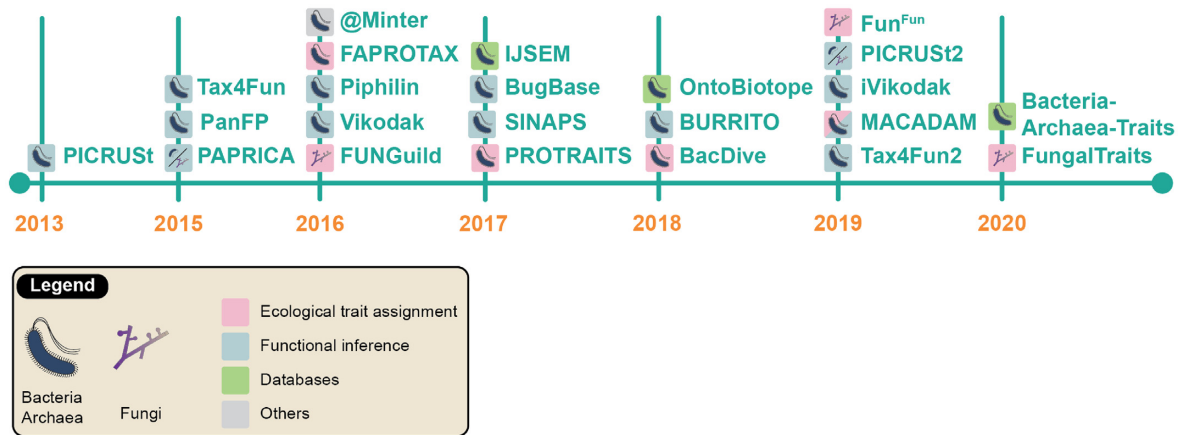 PICRUSt
2013
Tax4Fun
PanFP
PAPRICA
2015
@Minter
FAPROTAX
Piphilin
Vikodak
FUNGuild
2016
IJSEM
BugBase
SINAPS
PROTRAITS
2017
OntoBiotope
BURRITO
BacDive
2018
Fun^Fun
PICRUSt2
iVikodak
MACADAM
Tax4Fun2
2019
Bacteria-
Archaea-Traits
FungalTraits
2020
Legend
Bacteria
Archaea
Fungi
Ecological trait assignment
Functional inference
Databases
Others